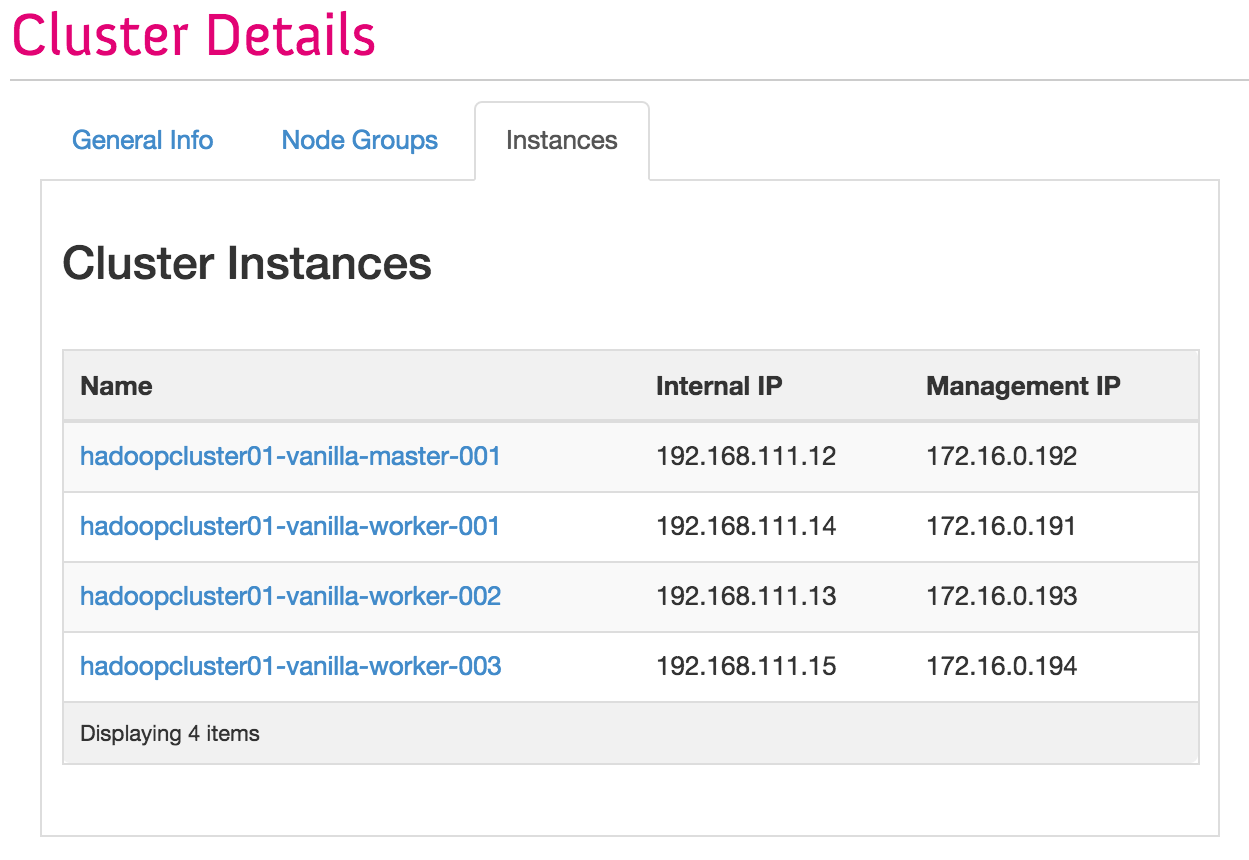 Cluster Details
General Info Node Groups Instances
Cluster Instances
Name Internal IP Management IP
hadoopcluster01-vanilla-master-001 192.168.111.12 172.16.0.192
hadoopcluster01-vanilla-worker-001 192.168.111.14 172.16.0.191
hadoopcluster01-vanilla-worker-002 192.168.111.13 172.16.0.193
hadoopcluster01-vanilla-worker-003 192.168.111.15 172.16.0.194
Displaying 4 items